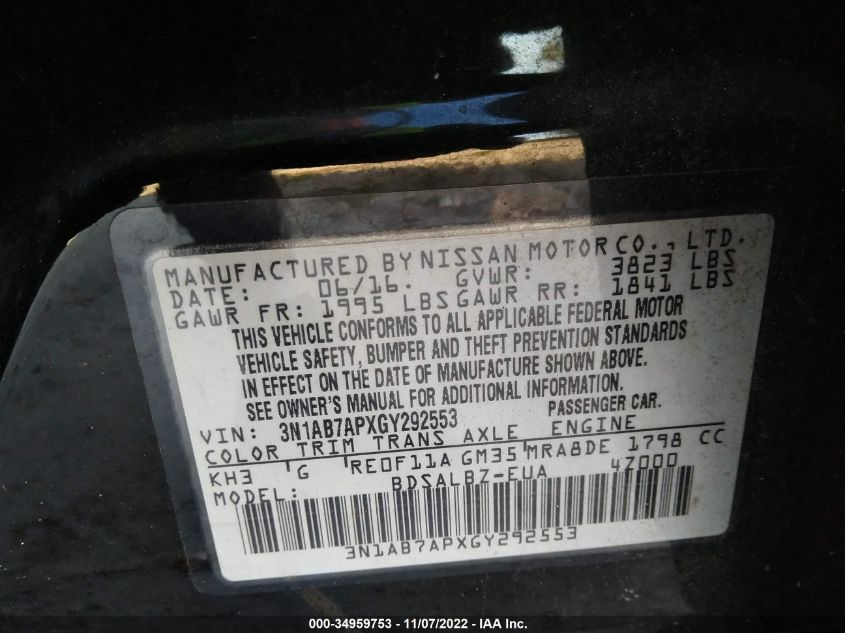 MANUFACTURED BY NISSAN MOTOR CO., LTD.
DATE: 06/16. GVWR: 3823 LBS
GAWR FR: 1995 LBS GAWR RR: 1841 LBS
THIS VEHICLE CONFORMS TO ALL APPLICABLE FEDERAL MOTOR
VEHICLE SAFETY, BUMPER AND THEFT PREVENTION STANDARDS
IN EFFECT ON THE DATE OF MANUFACTURE SHOWN ABOVE.
SEE OWNER'S MANUAL FOR ADDITIONAL INFORMATION.
VIN: 3N1AB7APXGY292553 PASSENGER CAR.
COLOR TRIM TRANS AXLE ENGINE
KH3 G RE0F11A GM35 MRA8DE 1798 CC
MODEL: BDSALBZ-EUA 4Z000
3N1AB7APXGY292553
000-34959753 - 11/07/2022 - IAA Inc.